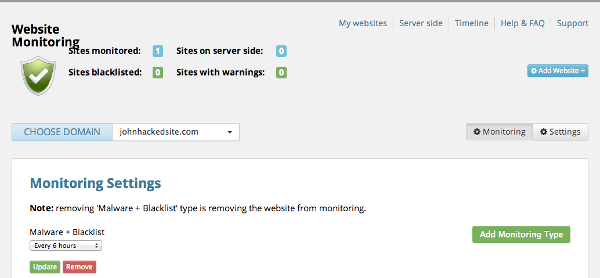 My websites Server side Timeline Help & FAQ Support
Website
Monitoring
Sites monitored: 1 Sites on server side: 0
Sites blacklisted: 0 Sites with warnings: 0
Add Website +
CHOOSE DOMAIN johnhackedsite.com Monitoring Settings
Monitoring Settings
Note: removing 'Malware + Blacklist' type is removing the website from monitoring.
Malware + Blacklist
Every 6 hours
Add Monitoring Type
Update Remove